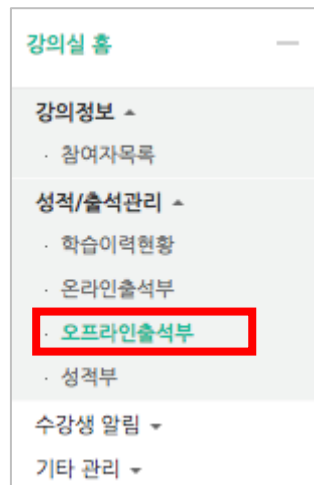 강의실 홈
강의정보
· 참여자목록
성적/출석관리
· 학습이력현황
· 온라인출석부
· 오프라인출석부
· 성적부
수강생 알림
기타 관리